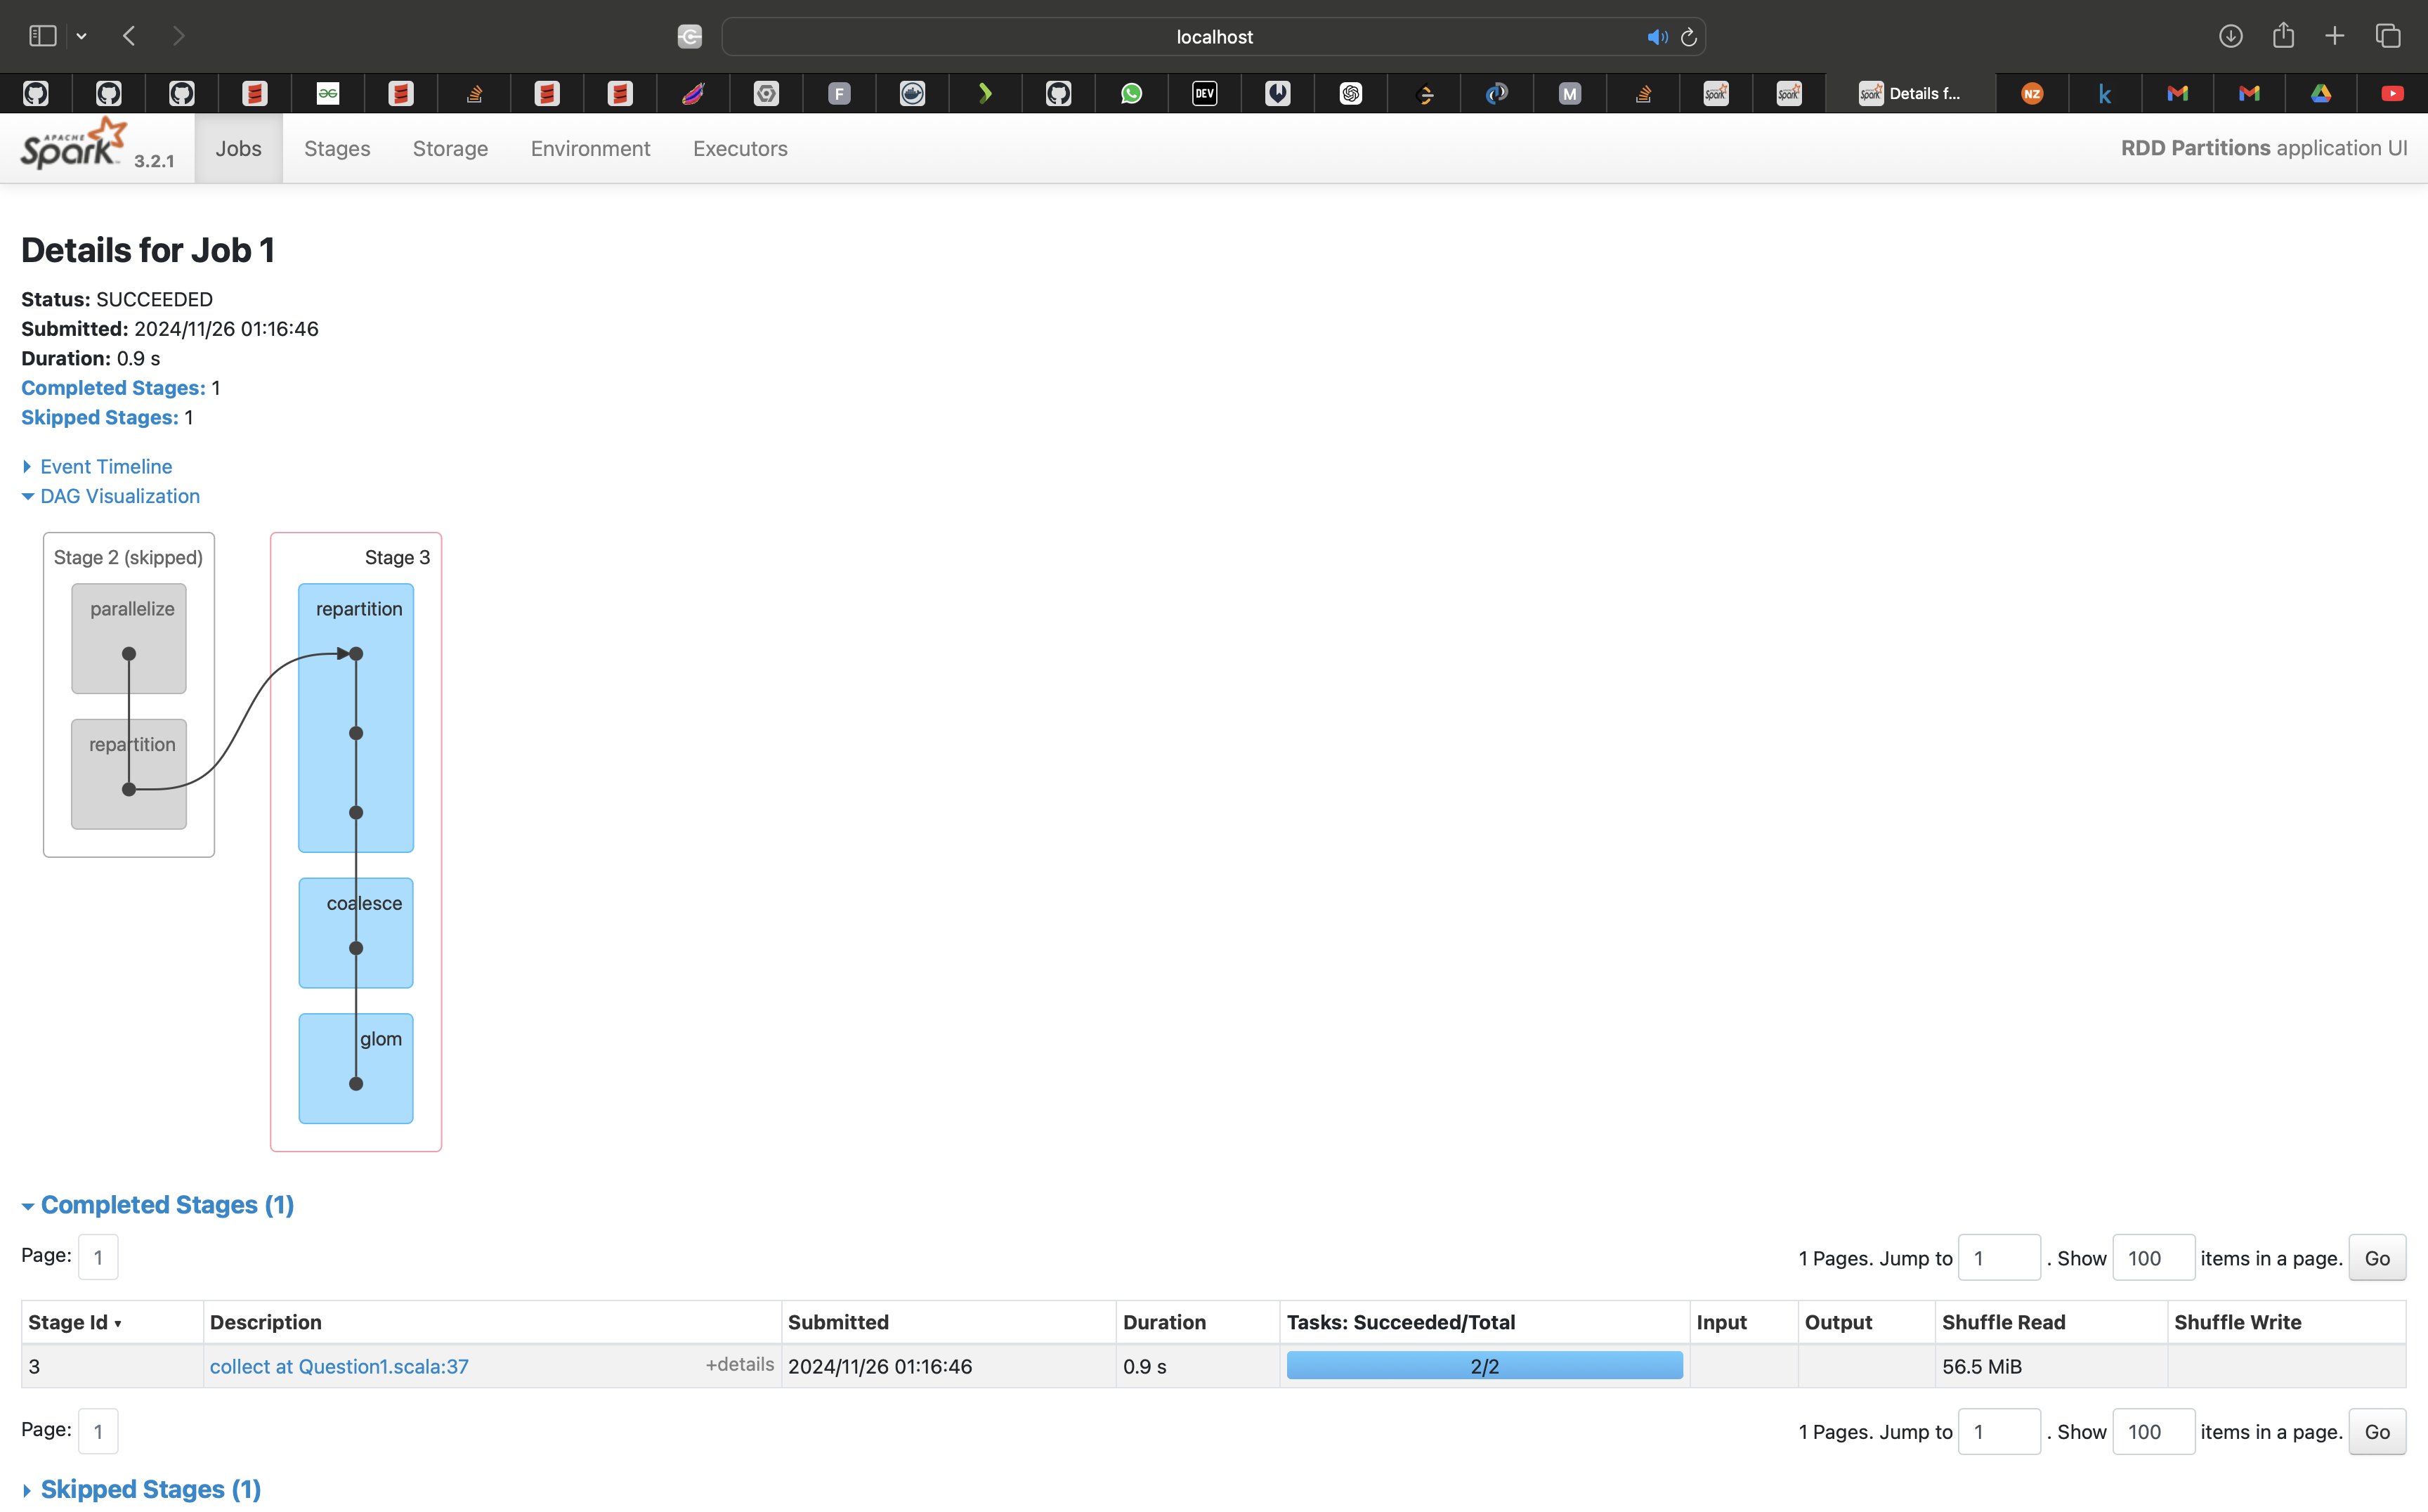 localhost
F
DEV
M
Spark
Spark
Spark Details f...
NZ
k
APACHE
Spark 3.2.1
Jobs Stages Storage Environment Executors
RDD Partitions application UI
Details for Job 1
Status: SUCCEEDED
Submitted: 2024/11/26 01:16:46
Duration: 0.9 s
Completed Stages: 1
Skipped Stages: 1
Event Timeline
DAG Visualization
Stage 2 (skipped)
parallelize
repartition
Stage 3
repartition
coalesce
glom
Completed Stages (1)
Page: 1
1 Pages. Jump to 1 . Show 100 items in a page. Go
Stage Id ▾ Description Submitted Duration Tasks: Succeeded/Total Input Output Shuffle Read Shuffle Write
3 collect at Question1.scala:37 +details 2024/11/26 01:16:46 0.9 s 2/2 56.5 MiB
Page: 1
1 Pages. Jump to 1 . Show 100 items in a page. Go
Skipped Stages (1)